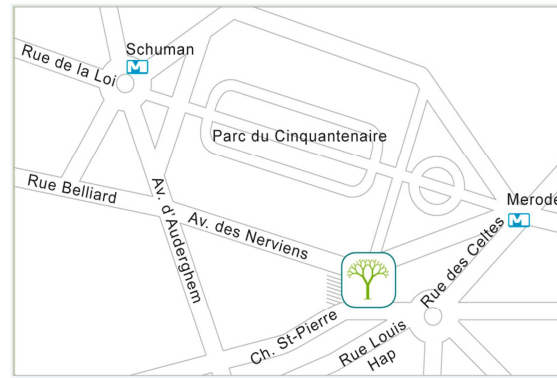 Schuman
M
Rue de la Loi
Parc du Cinquantenaire
Rue Belliard
Av. d'Auderghem
Av. des Nerviens
Merode
M
Rue des Celtes
Ch. St-Pierre
Rue Louis
Hap